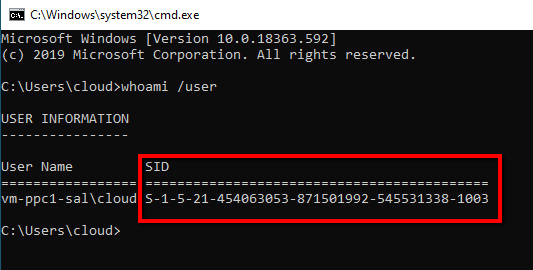 C:\Windows\system32\cmd.exe
Microsoft Windows [Version 10.0.18363.592]
(c) 2019 Microsoft Corporation. All rights reserved.
C:\Users\cloud>whoami /user
USER INFORMATION
----------------
User Name SID
================= ===========================================
vm-ppc1-sal\cloud S-1-5-21-454063053-871501992-545531338-1003
C:\Users\cloud>